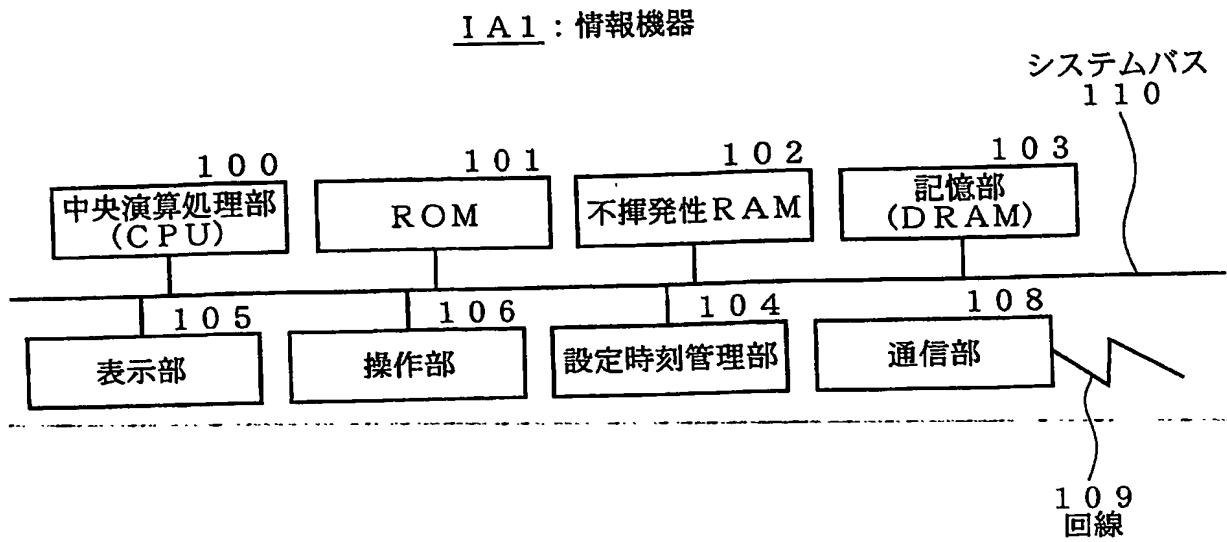 ＩＡ１：情報機器
システムバス
１１０
１００
１０１
１０２
１０３
中央演算処理部
（ＣＰＵ）
ＲＯＭ
不揮発性ＲＡＭ
記憶部
（ＤＲＡＭ）
１０５
１０６
１０４
１０８
表示部
操作部
設定時刻管理部
通信部
１０９
回線